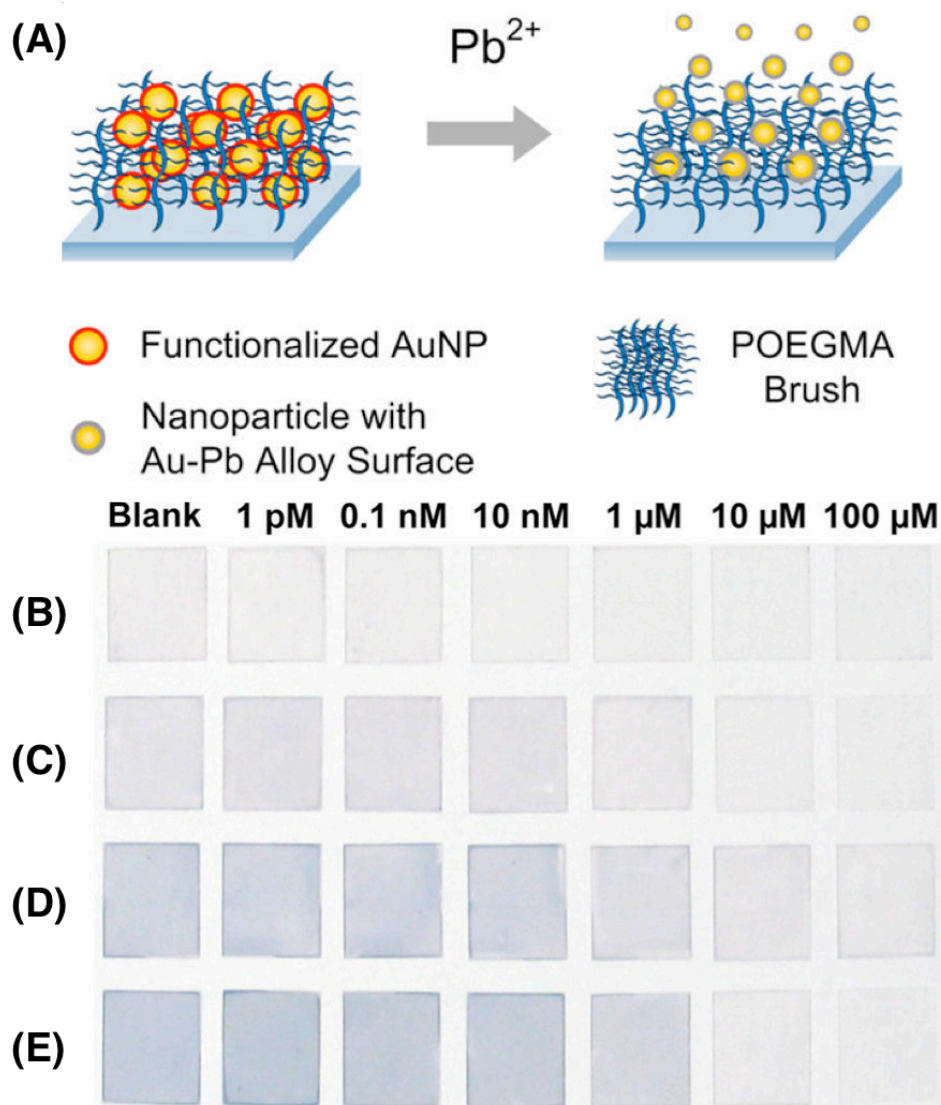 (A)
Pb²⁺
Functionalized AuNP
POEGMA
Brush
Nanoparticle with
Au-Pb Alloy Surface
Blank 1 pM 0.1 nM 10 nM 1 µM 10 µM 100 µM
(B)
(C)
(D)
(E)